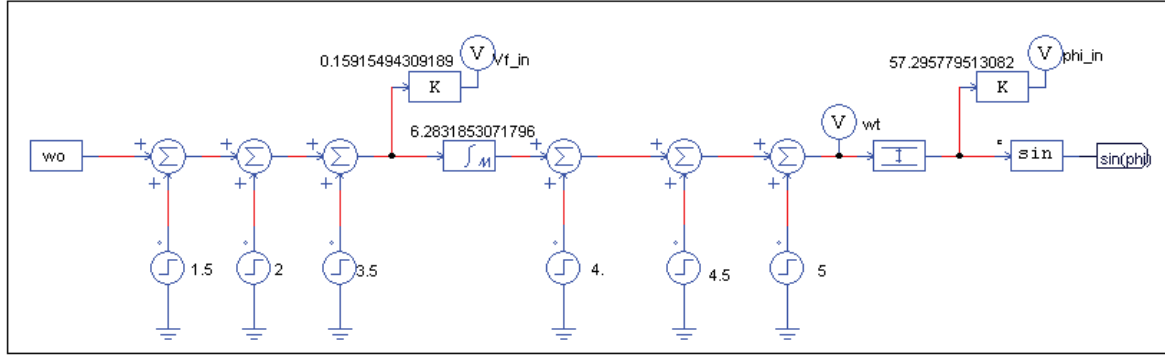 0.15915494309189
V
Vf_in
K
57.295779513082
V
phi_in
K
6.2831853071796
V
wt
wo
+
Σ
+
+
Σ
+
+
Σ
+
∫ M
+
Σ
+
+
Σ
+
+
Σ
+
sin
sin(phi)
1.5
2
3.5
4.
4.5
5